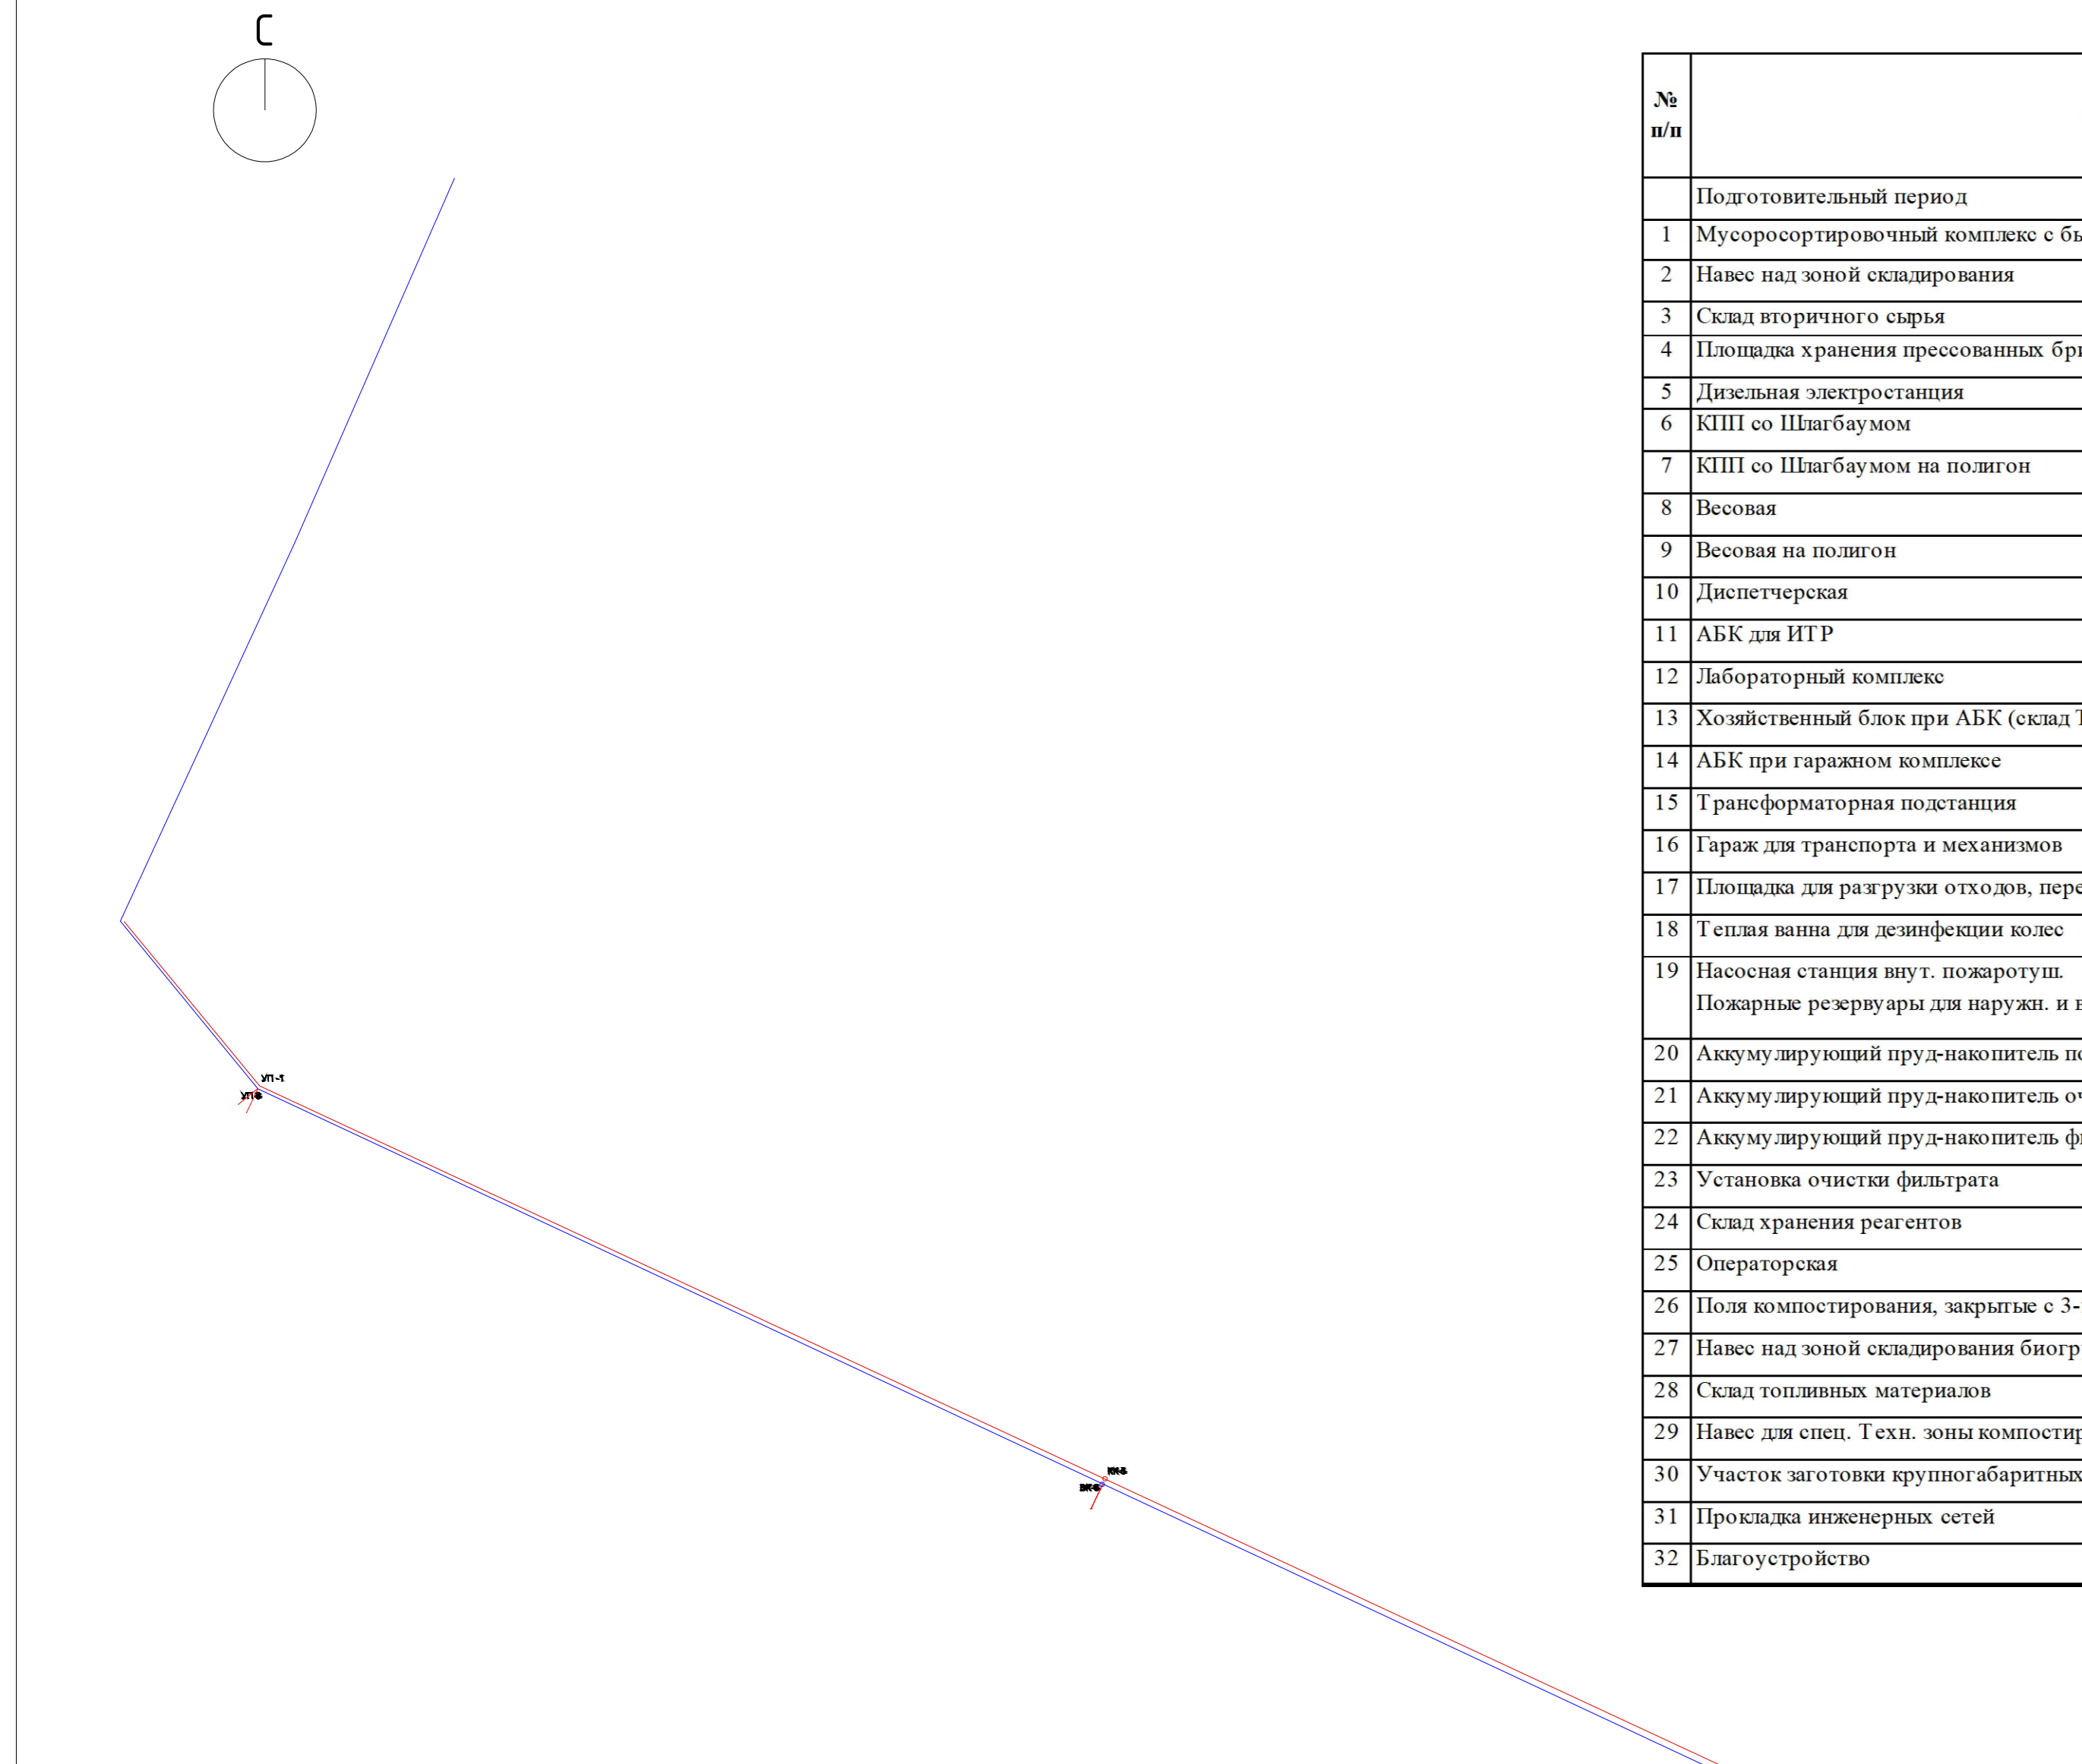 С
№
п/п
Подготовительный период
1 Мусоросортировочный комплекс с
2 Навес над зоной складирования
3 Склад вторичного сырья
4 Площадка хранения прессованных
5 Дизельная электростанция
6 КПП со Шлагбаумом
7 КПП со Шлагбаумом на полигон
8 Весовая
9 Весовая на полигон
10 Диспетчерская
11 АБК для ИТР
12 Лабораторный комплекс
13 Хозяйственный блок при АБК (склад
14 АБК при гаражном комплексе
15 Трансформаторная подстанция
16 Гараж для транспорта и механизмов
17 Площадка для разгрузки отходов,
18 Теплая ванна для дезинфекции колес
19 Насосная станция внут. пожаротуш.
Пожарные резервуары для наружн. и
20 Аккумулирующий пруд-накопитель
21 Аккумулирующий пруд-накопитель
22 Аккумулирующий пруд-накопитель
23 Установка очистки фильтрата
24 Склад хранения реагентов
25 Операторская
26 Поля компостирования, закрытые с 3-
27 Навес над зоной складирования
28 Склад топливных материалов
29 Навес для спец. Техн. зоны
30 Участок заготовки крупногабаритных
31 Прокладка инженерных сетей
32 Благоустройство
УП-1